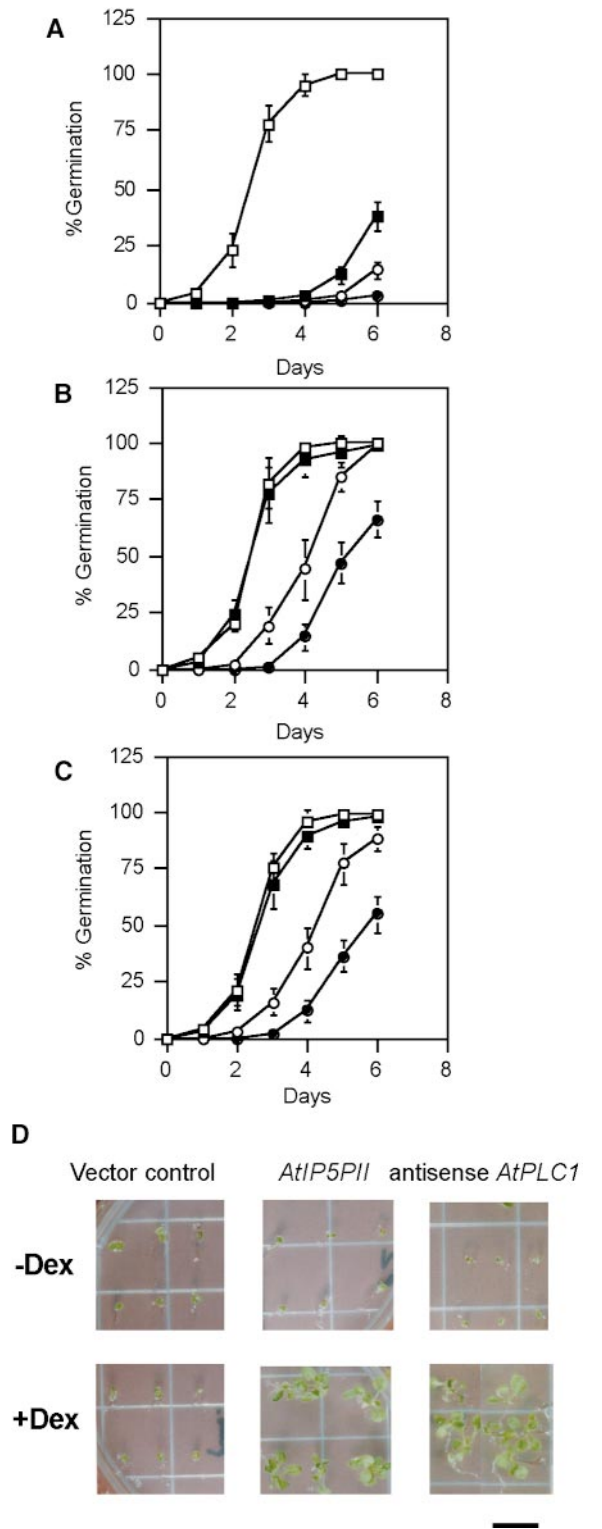 A
125
100
75
50
25
0
%Germination
0 2 4 6 8
Days
B
125
100
75
50
25
0
% Germination
0 2 4 6 8
Days
C
125
100
75
50
25
0
% Germination
0 2 4 6 8
Days
D
Vector control AtIP5PII antisense AtPLC1
-Dex
+Dex